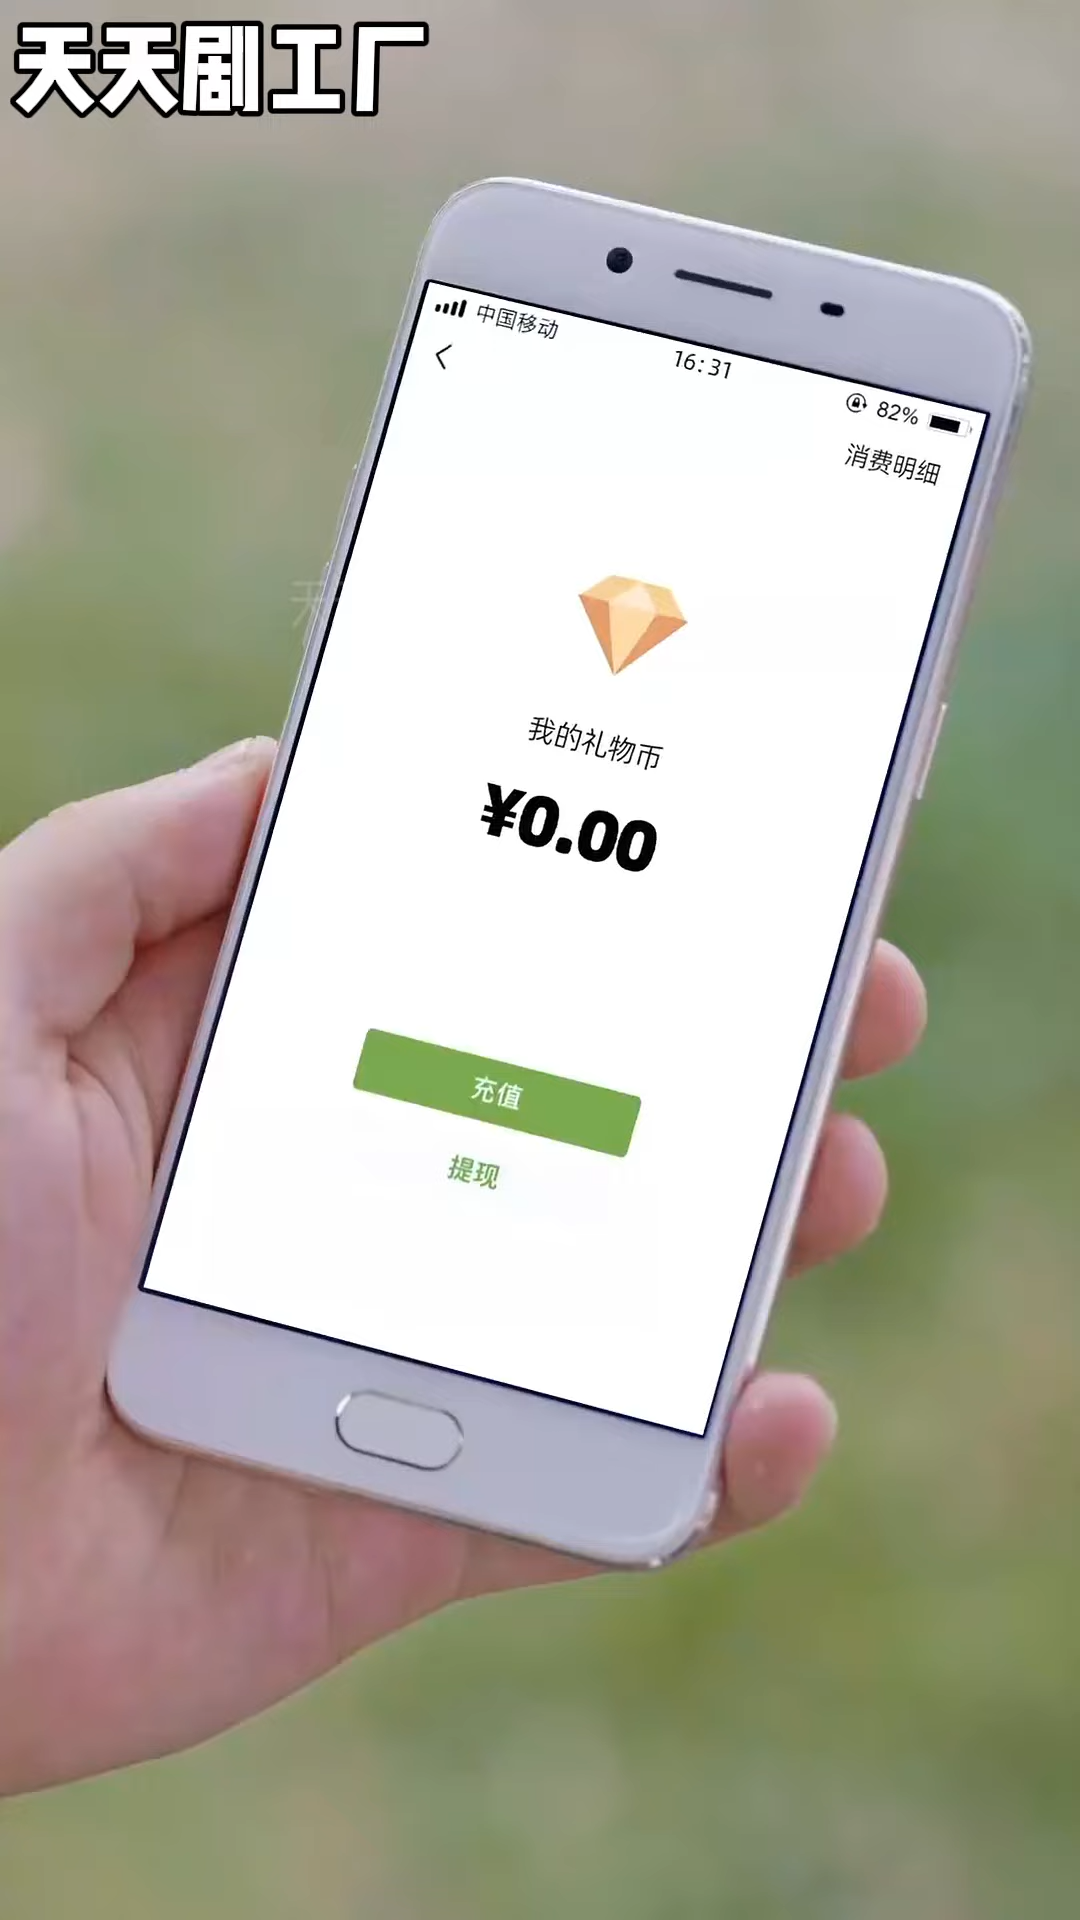 天天剧工厂
中国移动
16:31
82%
消费明细
我的礼物币
¥0.00
充值
提现